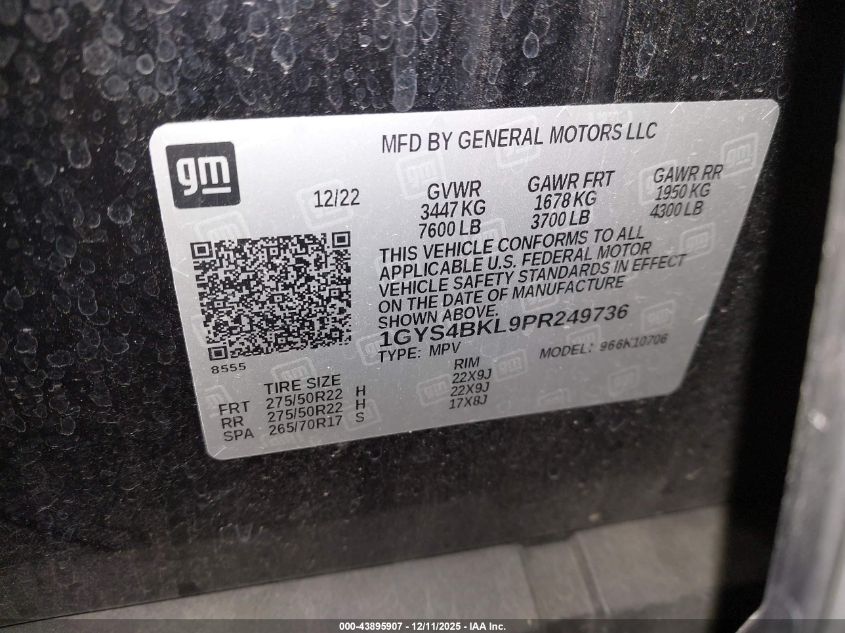 gm
MFD BY GENERAL MOTORS LLC
12/22
GVWR
3447 KG
7600 LB
GAWR FRT
1678 KG
3700 LB
GAWR RR
1950 KG
4300 LB
THIS VEHICLE CONFORMS TO ALL
APPLICABLE U.S. FEDERAL MOTOR
VEHICLE SAFETY STANDARDS IN EFFECT
ON THE DATE OF MANUFACTURE
SHOWN ABOVE.
1GYS4BKL9PR249736
TYPE: MPV
MODEL: 966K10706
8555
TIRE SIZE RIM
FRT 275/50R22 H 22X9J
RR 275/50R22 H 22X9J
SPA 265/70R17 S 17X8J
000-43895907 - 12/11/2025 - IAA Inc.